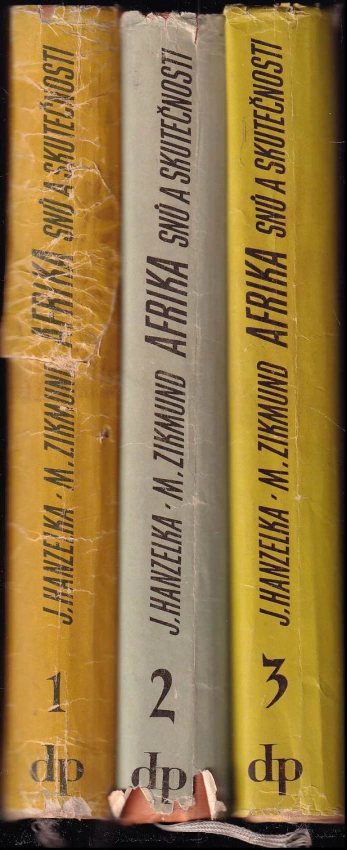 J. HANZELKA · M. ZIKMUND AFRIKA SNŮ A SKUTEČNOSTI
1
dp
J. HANZELKA · M. ZIKMUND AFRIKA SNŮ A SKUTEČNOSTI
2
dp
J. HANZELKA · M. ZIKMUND AFRIKA SNŮ A SKUTEČNOSTI
3
dp